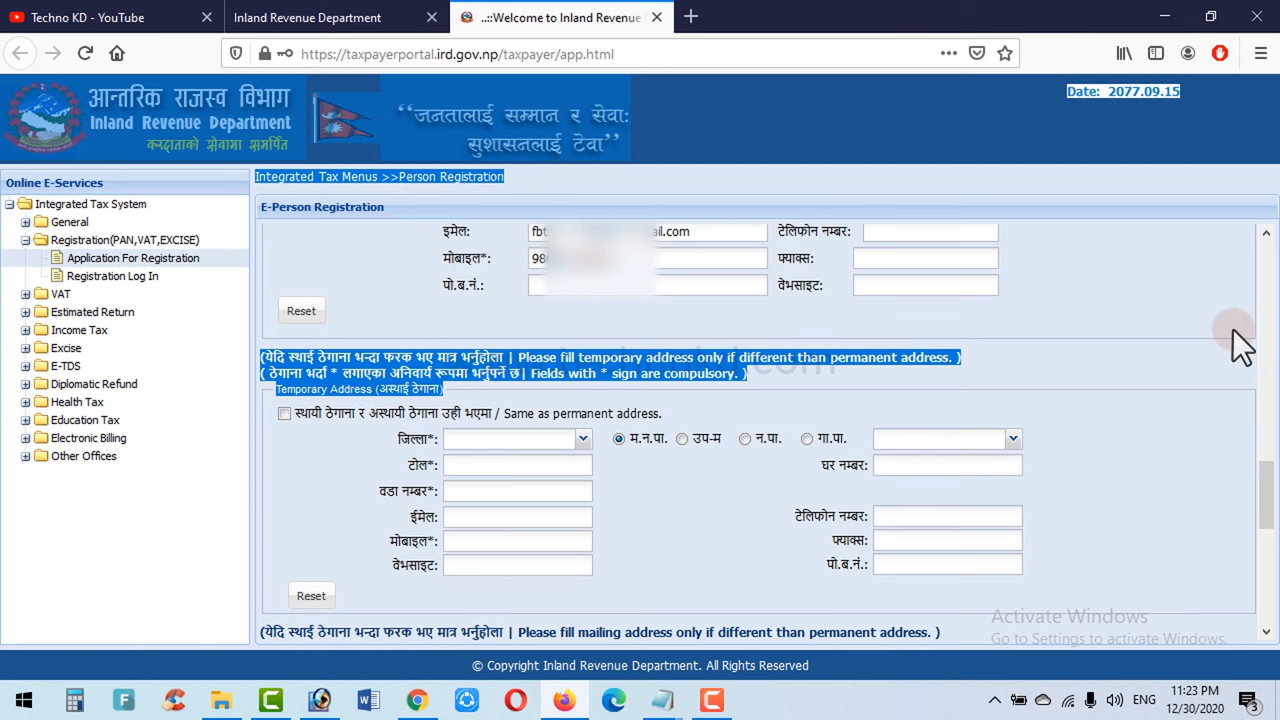 Techno KD - YouTube
Inland Revenue Department
..::Welcome to Inland Revenue
https://taxpayerportal.ird.gov.np/taxpayer/app.html
आन्तरिक राजस्व विभाग
Inland Revenue Department
करदाताको सेवामा समर्पित
“जनतालाई सम्मान र सेवा:
सुशासनलाई टेवा”
Date: 2077.09.15
Online E-Services
Integrated Tax System
General
Registration(PAN,VAT,EXCISE)
Application For Registration
Registration Log In
VAT
Estimated Return
Income Tax
Excise
E-TDS
Diplomatic Refund
Health Tax
Education Tax
Electronic Billing
Other Offices
Integrated Tax Menus >>Person Registration
E-Person Registration
इमेल: fbt ail.com टेलिफोन नम्बर:
मोबाइल*: 98 फ्याक्स:
पो.ब.नं.: वेभसाइट:
Reset
(येदि स्थाई ठेगाना भन्दा फरक भए मात्र भर्नुहोला | Please fill temporary address only if different than permanent address. )
( ठेगाना भर्दा * लगाएका अनिवार्य रूपमा भर्नुपर्ने छ| Fields with * sign are compulsory. )
Temporary Address (अस्थाई ठेगाना)
स्थायी ठेगाना र अस्थायी ठेगाना उही भएमा / Same as permanent address.
जिल्ला*: म.न.पा. उप-म न.पा. गा.पा.
टोल*: घर नम्बर:
वडा नम्बर*:
ईमेल: टेलिफोन नम्बर:
मोबाइल*: फ्याक्स:
वेभसाइट: पो.ब.नं.:
Reset
(येदि स्थाई ठेगाना भन्दा फरक भए मात्र भर्नुहोला | Please fill mailing address only if different than permanent address. )
Activate Windows
Go to Settings to activate Windows.
© Copyright Inland Revenue Department. All Rights Reserved
ENG
11:23 PM
12/30/2020
3